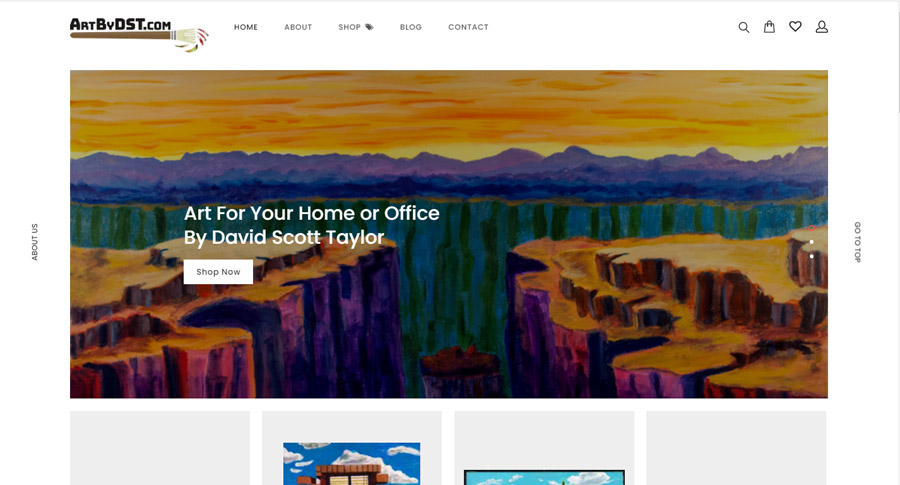 ArtByDST.com
HOME
ABOUT
SHOP
BLOG
CONTACT
Art For Your Home or Office
By David Scott Taylor
Shop Now
ABOUT US
GO TO TOP